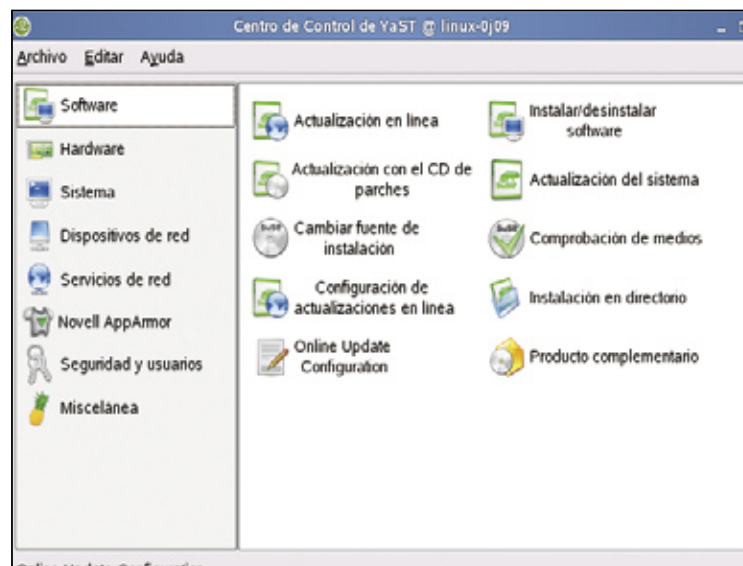 Centro de Control de YaST @ linux-0j09
Archivo Editar Ayuda
Software
Hardware
Sistema
Dispositivos de red
Servicios de red
Novell AppArmor
Seguridad y usuarios
Miscelánea
Actualización en línea
Instalar/desinstalar
software
Actualización con el CD de
parches
Actualización del sistema
Cambiar fuente de
instalación
Comprobación de medios
Configuración de
actualizaciones en línea
Instalación en directorio
Online Update
Configuration
Producto complementario